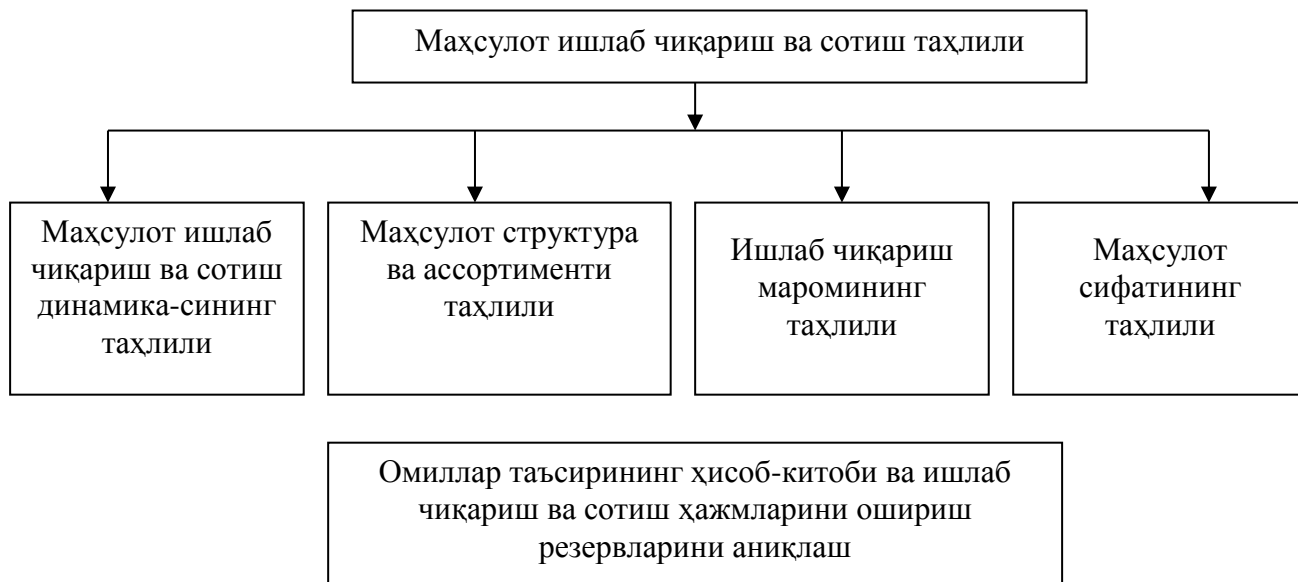 Маҳсулот ишлаб чиқариш ва сотиш таҳлили
Маҳсулот ишлаб
чиқариш ва сотиш
динамика-сининг
таҳлили
Маҳсулот структура
ва ассортименти
таҳлили
Ишлаб чиқариш
маромининг
таҳлили
Маҳсулот
сифатининг
таҳлили
Омиллар таъсирининг ҳисоб-китоби ва ишлаб
чиқариш ва сотиш ҳажмларини ошириш
резервларини аниқлаш